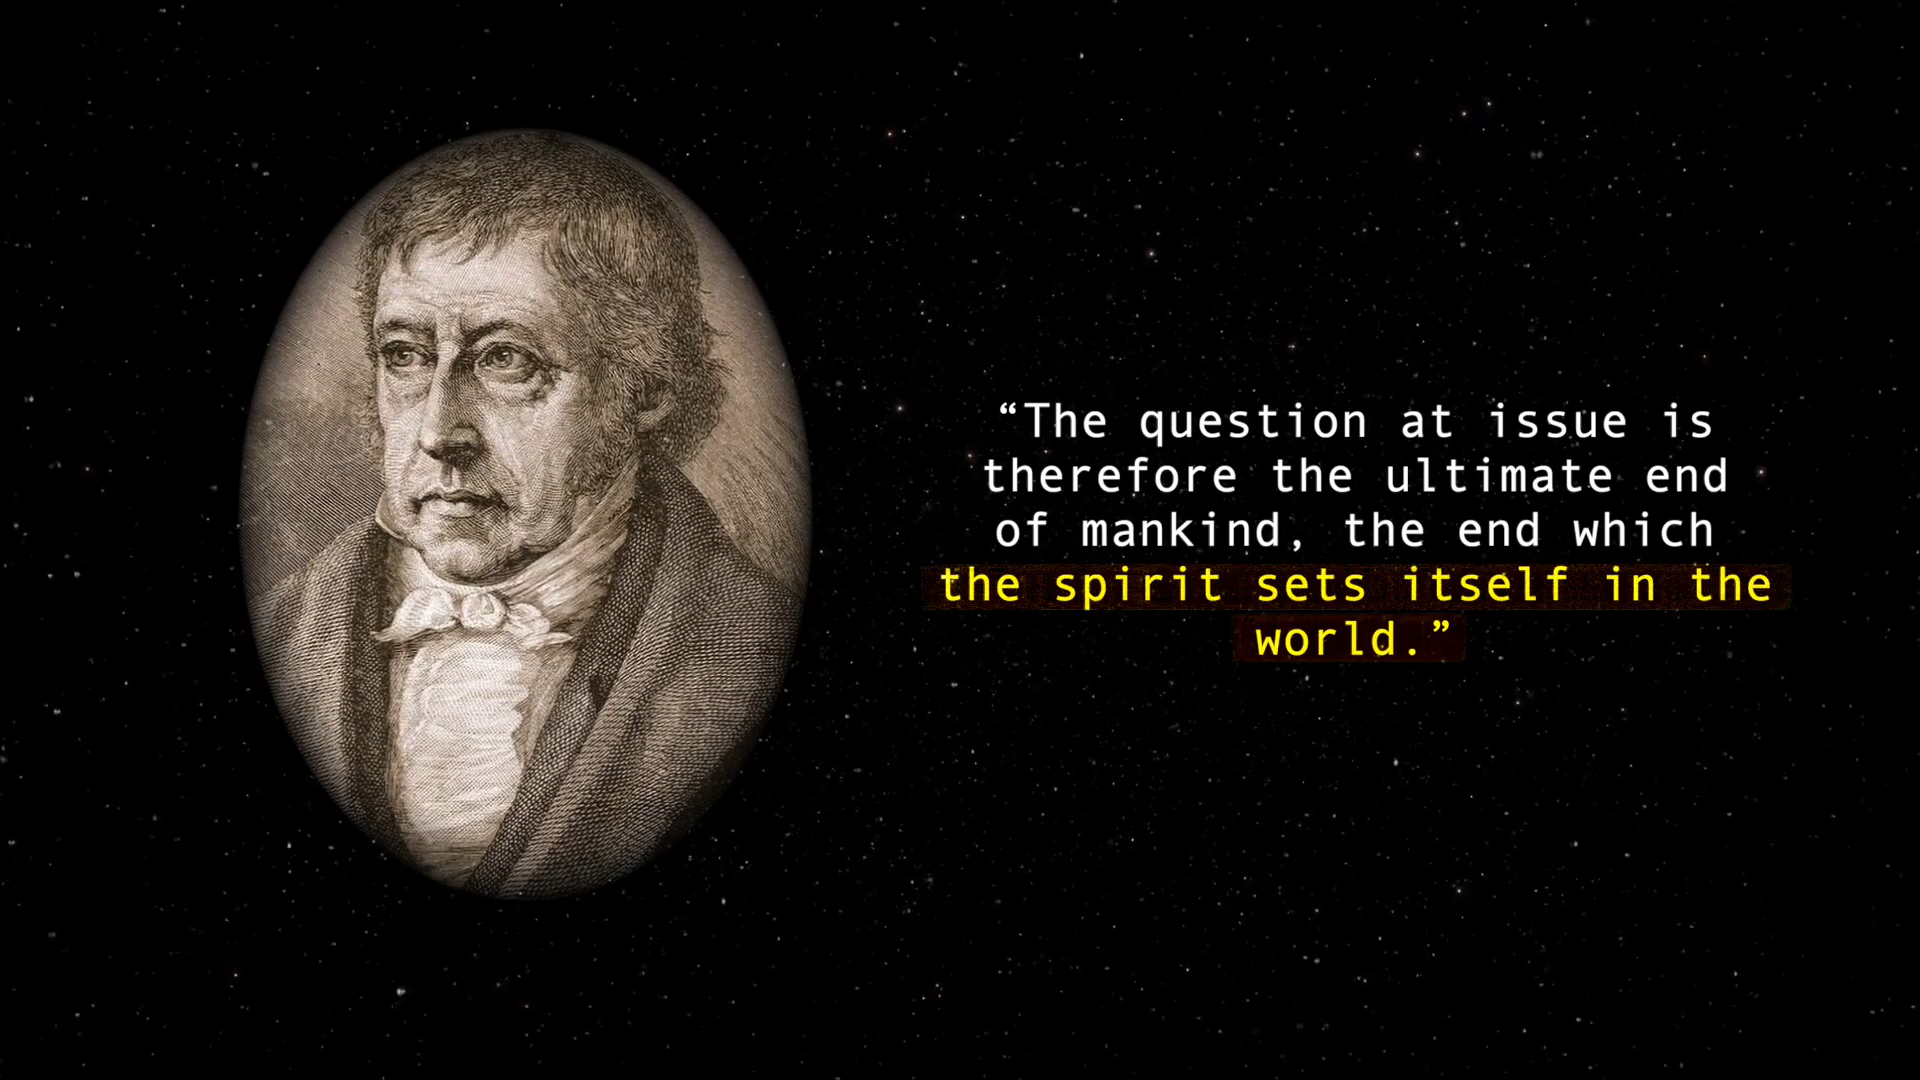 “The question at issue is
therefore the ultimate end
of mankind, the end which
the spirit sets itself in the
world.”